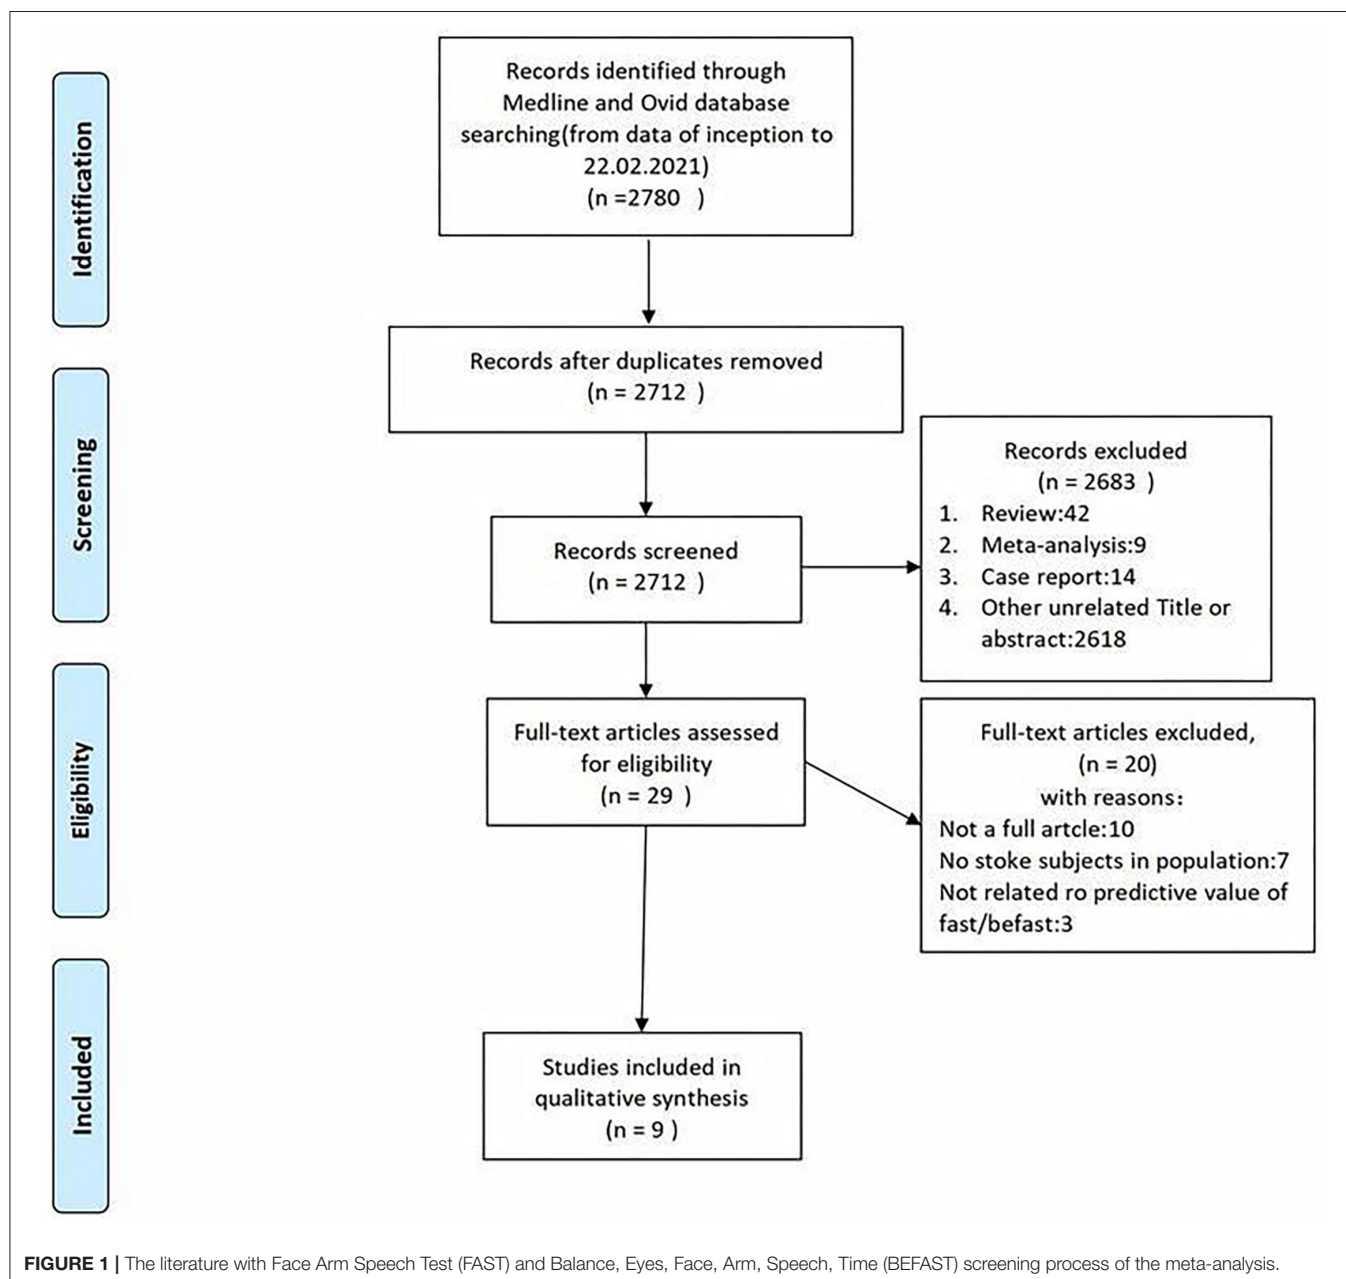 Identification
Records identified through
Medline and Ovid database
searching(from data of inception to
22.02.2021)
(n =2780 )
Records after duplicates removed
(n = 2712 )
Screening
Records screened
(n = 2712 )
Records excluded
(n = 2683 )
1. Review:42
2. Meta-analysis:9
3. Case report:14
4. Other unrelated Title or
abstract:2618
Eligibility
Full-text articles assessed
for eligibility
(n = 29 )
Full-text articles excluded,
(n = 20)
with reasons:
Not a full artcle:10
No stoke subjects in population:7
Not related ro predictive value of
fast/befast:3
Included
Studies included in
qualitative synthesis
(n = 9 )
FIGURE 1 | The literature with Face Arm Speech Test (FAST) and Balance, Eyes, Face, Arm, Speech, Time (BEFAST) screening process of the meta-analysis.